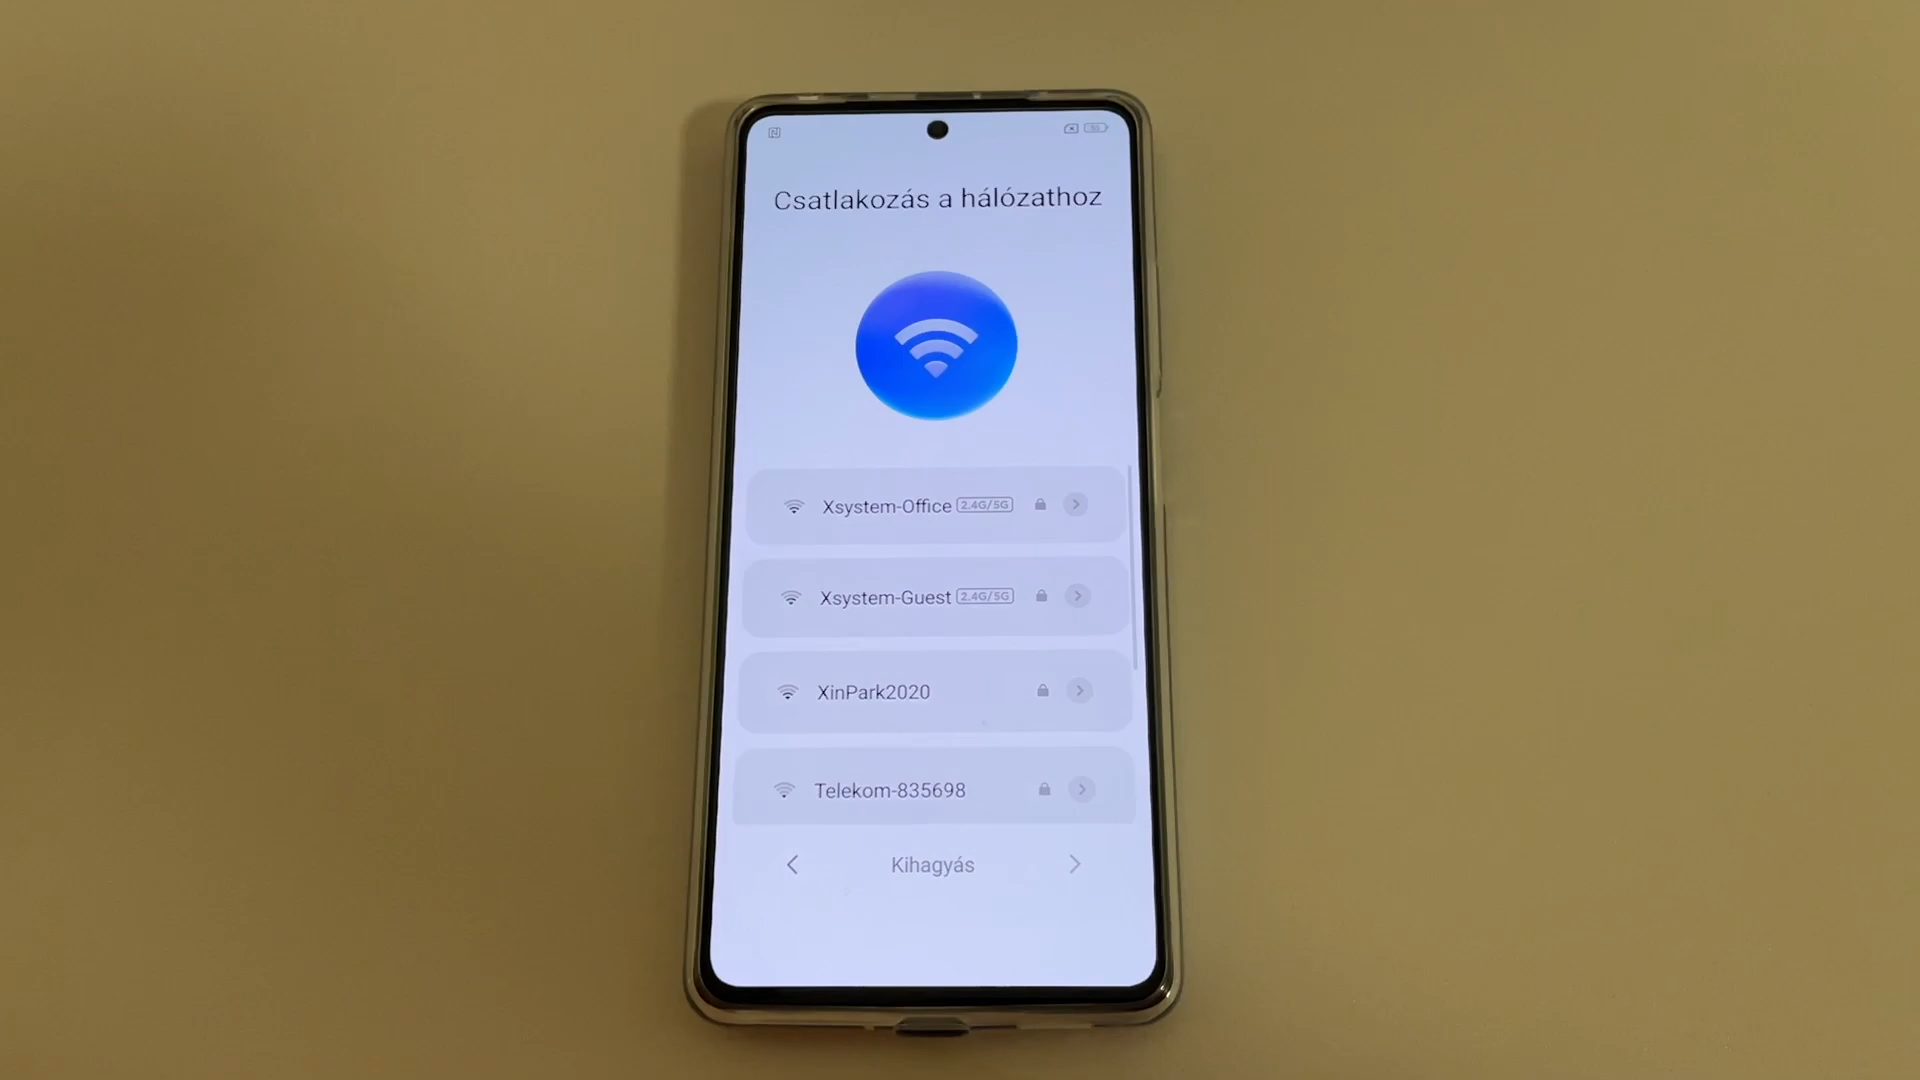 Csatlakozás a hálózathoz
Xsystem-Office 2.4G/5G
Xsystem-Guest 2.4G/5G
XinPark2020
Telekom-835698
Kihagyás